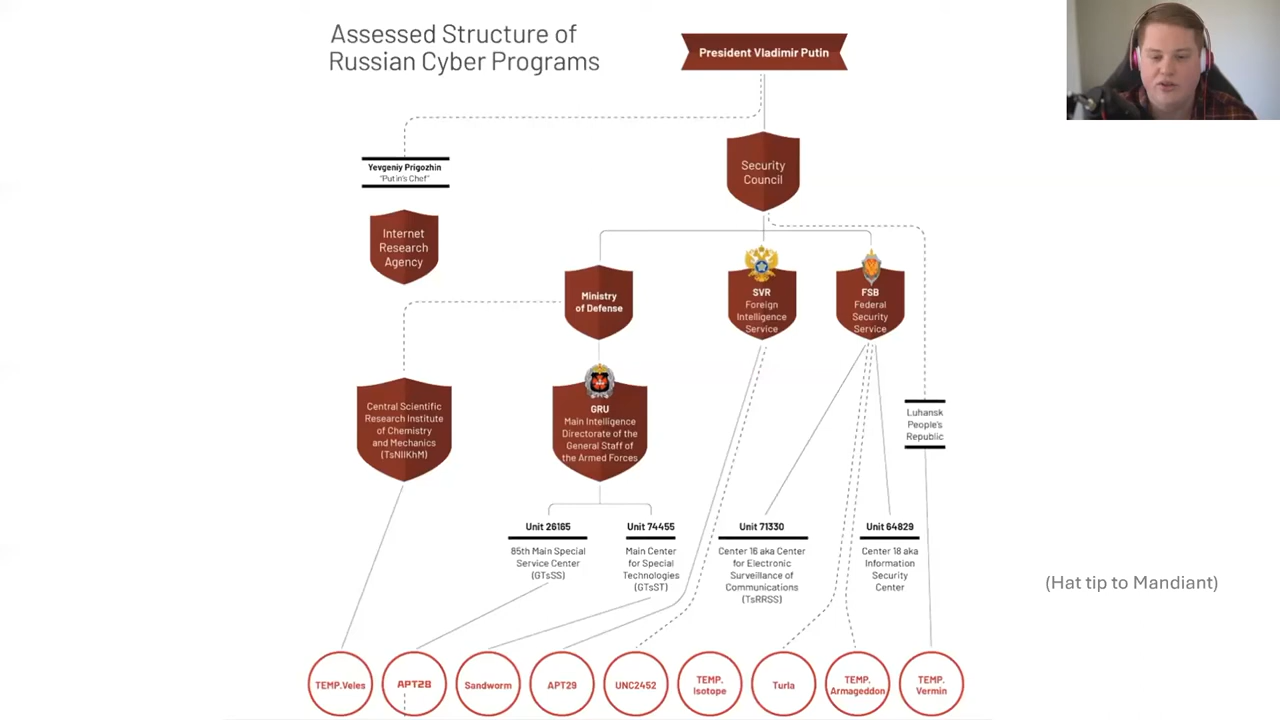 Assessed Structure of
Russian Cyber Programs
President Vladimir Putin
Yevgeniy Prigozhin
"Putin's Chef"
Security
Council
Internet
Research
Agency
Ministry
of Defense
SVR
Foreign
Intelligence
Service
FSB
Federal
Security
Service
Central Scientific
Research Institute
of Chemistry
and Mechanics
(TsNIIKhM)
GRU
Main Intelligence
Directorate of the
General Staff of
the Armed Forces
Luhansk
People's
Republic
Unit 26165
85th Main Special
Service Center
(GTsSS)
Unit 74455
Main Center
for Special
Technologies
(GTsST)
Unit 71330
Center 16 aka Center
for Electronic
Surveillance of
Communications
(TsRRSS)
Unit 64829
Center 18 aka
Information
Security
Center
(Hat tip to Mandiant)
TEMP.Veles
APT28
Sandworm
APT29
UNC2452
TEMP.
Isotope
Turla
TEMP.
Armageddon
TEMP.
Vermin